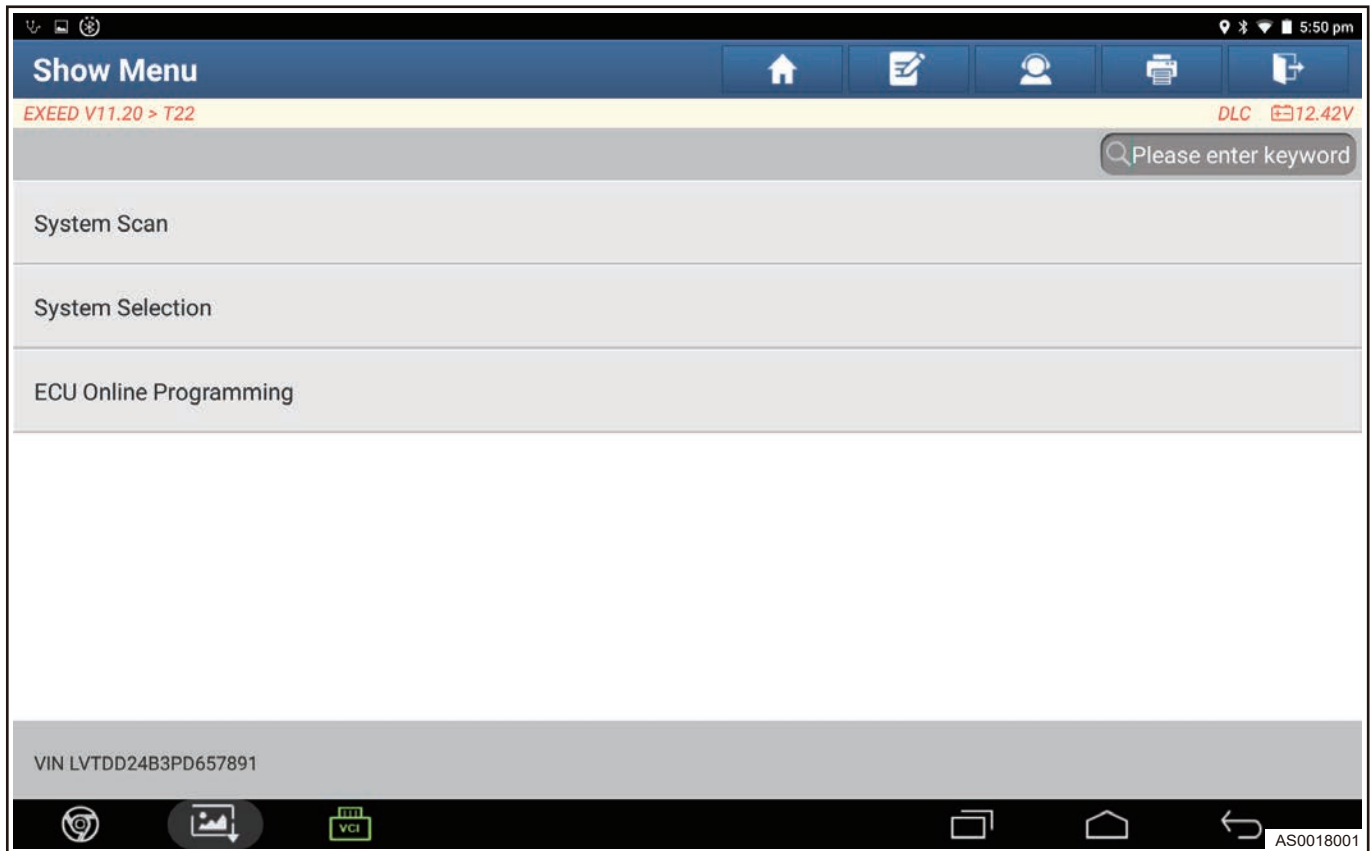 5:50 pm
Show Menu
EXEED V11.20 > T22
DLC 12.42V
Please enter keyword
System Scan
System Selection
ECU Online Programming
VIN LVTDD24B3PD657891
VCI
AS0018001